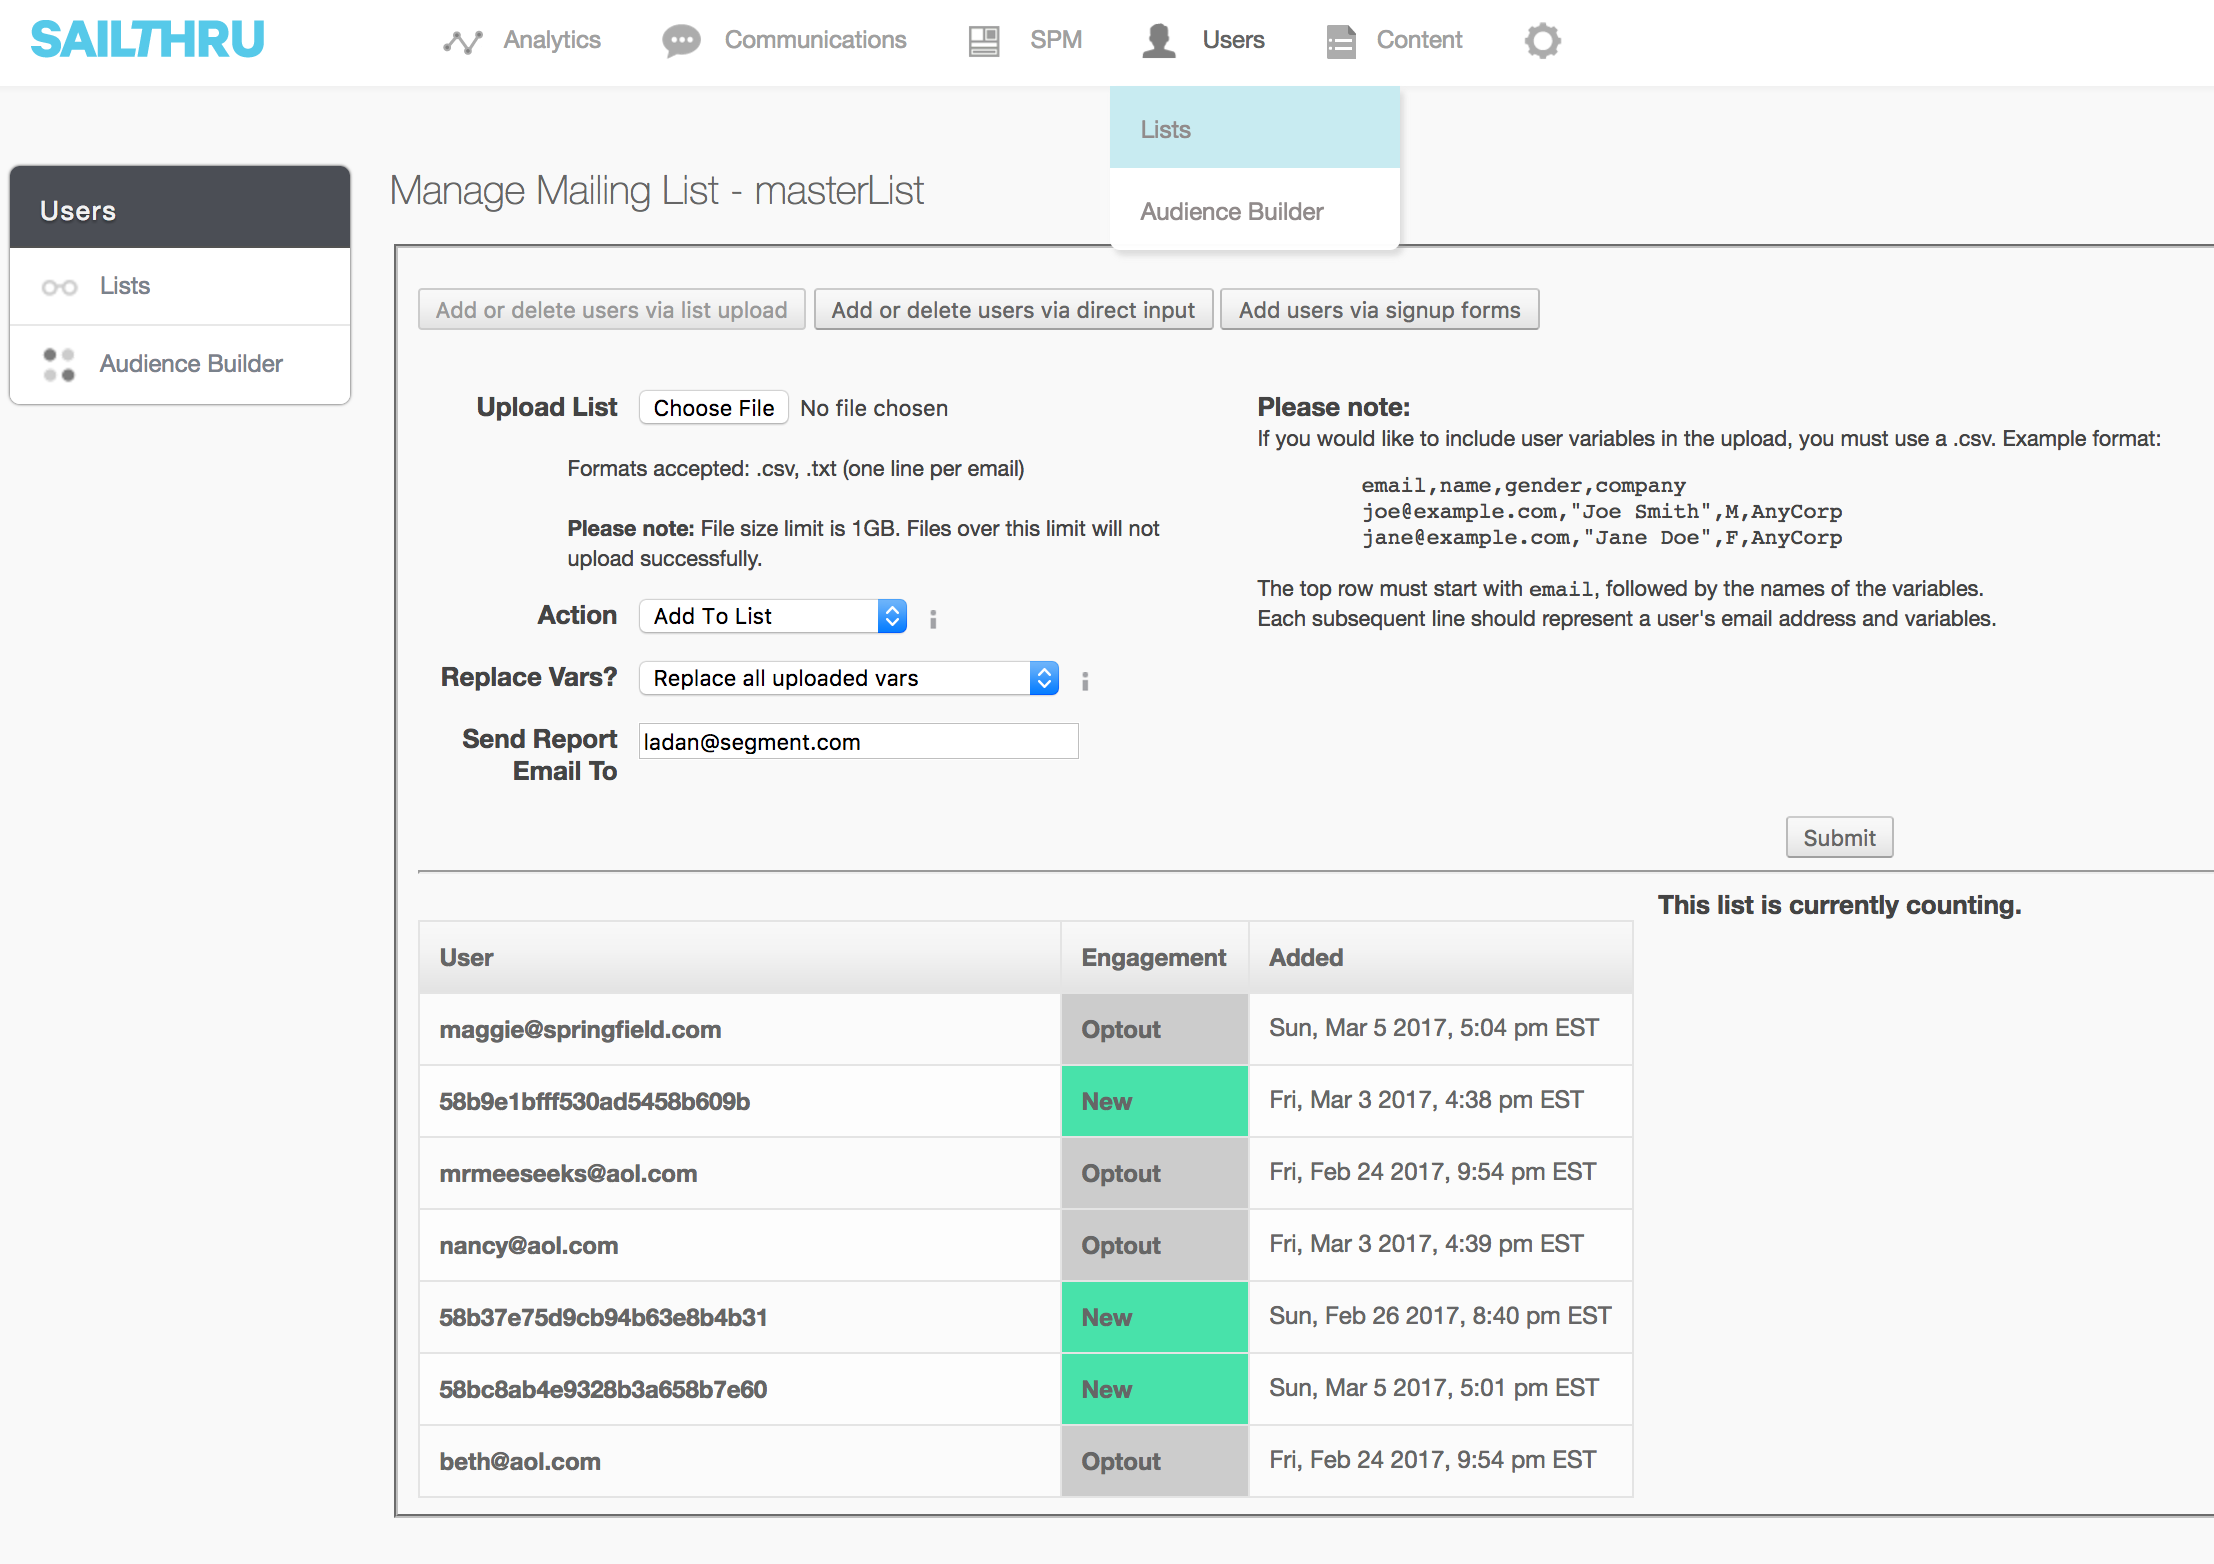 SAILTHRU
Analytics
Communications
SPM
Users
Content
Lists
Audience Builder
Users
Lists
Audience Builder
Manage Mailing List - masterList
Add or delete users via list upload
Add or delete users via direct input
Add users via signup forms
Upload List
Choose File No file chosen
Formats accepted: .csv, .txt (one line per email)
Please note: File size limit is 1GB. Files over this limit will not
upload successfully.
Action
Add To List
Replace Vars?
Replace all uploaded vars
Send Report
Email To
ladan@segment.com
Please note:
If you would like to include user variables in the upload, you must use a .csv. Example format:
email,name,gender,company
joe@example.com,"Joe Smith",M,AnyCorp
jane@example.com,"Jane Doe",F,AnyCorp
The top row must start with email, followed by the names of the variables.
Each subsequent line should represent a user's email address and variables.
Submit
This list is currently counting.
User Engagement Added
maggie@springfield.com Optout Sun, Mar 5 2017, 5:04 pm EST
58b9e1bfff530ad5458b609b New Fri, Mar 3 2017, 4:38 pm EST
mrmeeseeks@aol.com Optout Fri, Feb 24 2017, 9:54 pm EST
nancy@aol.com Optout Fri, Mar 3 2017, 4:39 pm EST
58b37e75d9cb94b63e8b4b31 New Sun, Feb 26 2017, 8:40 pm EST
58bc8ab4e9328b3a658b7e60 New Sun, Mar 5 2017, 5:01 pm EST
beth@aol.com Optout Fri, Feb 24 2017, 9:54 pm EST